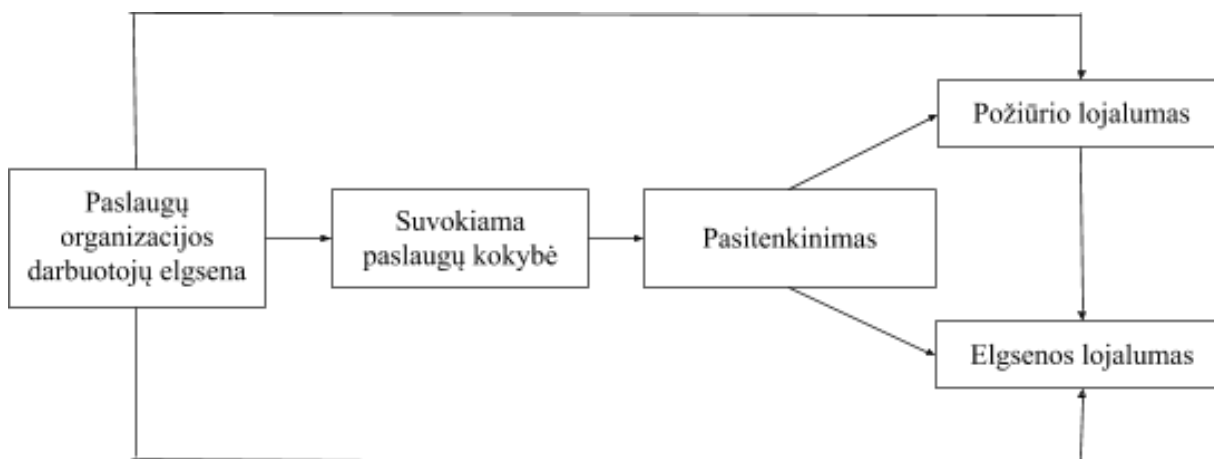 Požiūrio lojalumas
Paslaugų
organizacijos
darbuotojų elgsena
Suvokiama
paslaugų kokybė
Pasitenkinimas
Elgsenos lojalumas